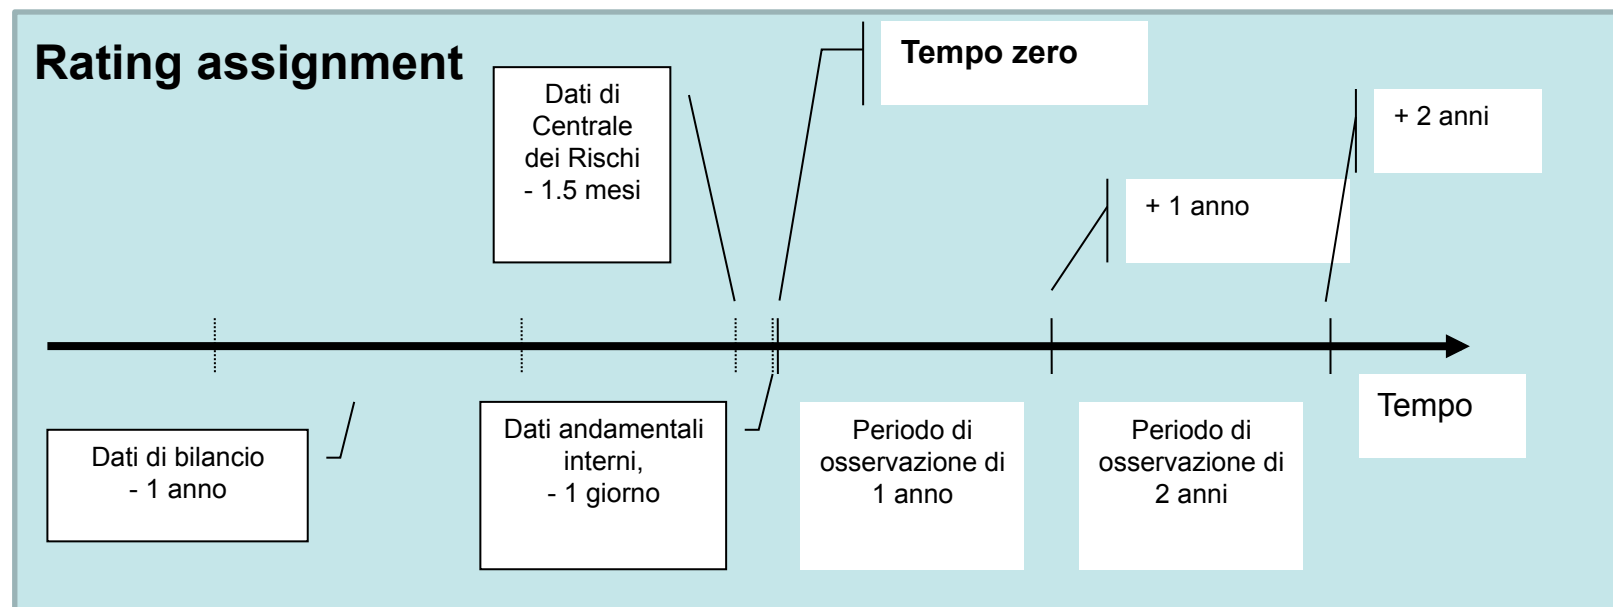 Rating assignment
Dati di
Centrale
dei Rischi
- 1.5 mesi
Tempo zero
+ 2 anni
+ 1 anno
Tempo
Dati di bilancio
- 1 anno
Dati andamentali
interni,
- 1 giorno
Periodo di
osservazione di
1 anno
Periodo di
osservazione di
2 anni